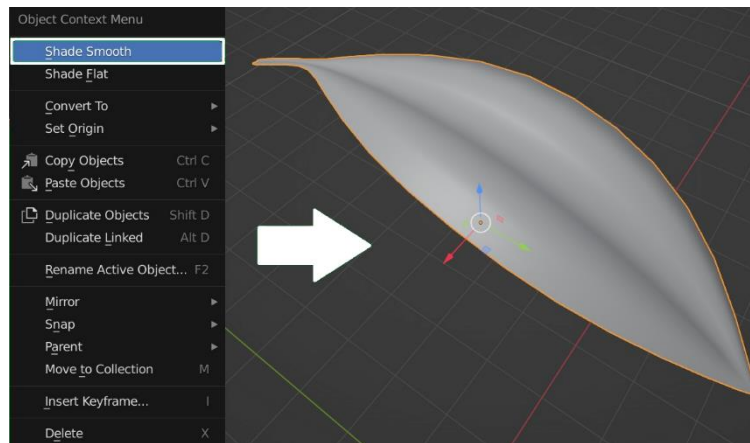 Object Context Menu
Shade Smooth
Shade Flat
Convert To
Set Origin
Copy Objects Ctrl C
Paste Objects Ctrl V
Duplicate Objects Shift D
Duplicate Linked Alt D
Rename Active Object... F2
Mirror
Snap
Parent
Move to Collection M
Insert Keyframe... I
Delete X